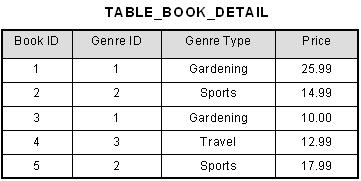 TABLE_BOOK_DETAIL
Book ID Genre ID Genre Type Price
1 1 Gardening 25.99
2 2 Sports 14.99
3 1 Gardening 10.00
4 3 Travel 12.99
5 2 Sports 17.99